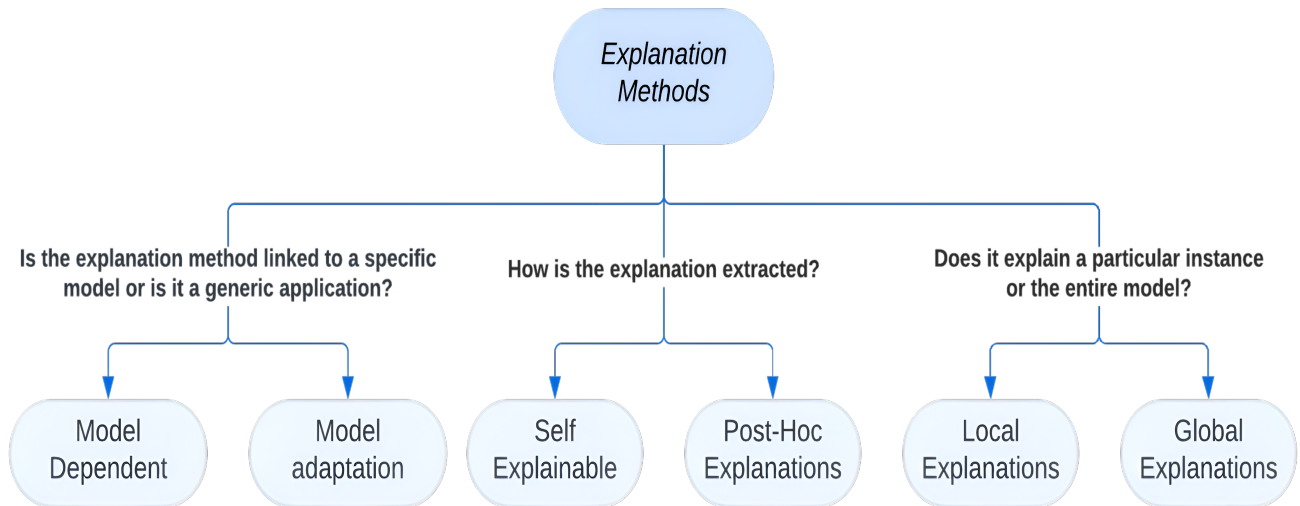 Explanation
Methods
Is the explanation method linked to a specific
model or is it a generic application?
How is the explanation extracted?
Does it explain a particular instance
or the entire model?
Model
Dependent
Model
adaptation
Self
Explainable
Post-Hoc
Explanations
Local
Explanations
Global
Explanations